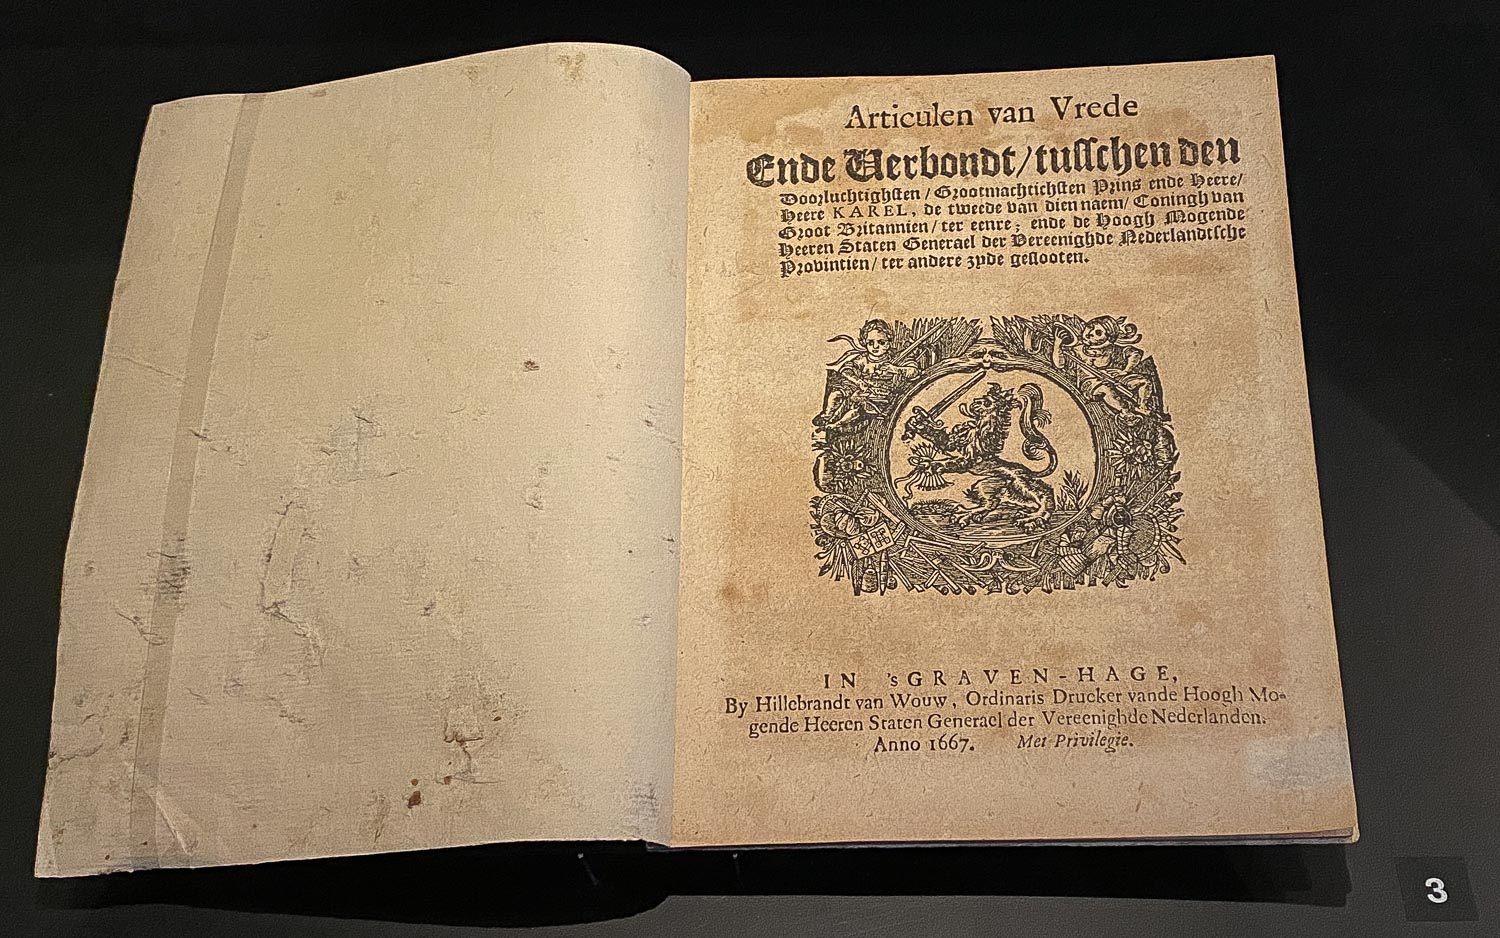 Articulen van Vrede
Ende Verbondt/tusschen den
Doorluchtighsten/Grootmachtichsten Prins ende Heere/
Heere KAREL, de tweede van dien naem/Coningh van
Groot Britannien/ter eenre; ende de Hoogh Mogende
Heeren Staten Generael der Vereenighde Nederlandtsche
Provintien/ter andere zyde geslooten.
IN 'sGRAVEN-HAGE,
By Hillebrandt van Wouw, Ordinaris Drucker vande Hoogh Mo-
gende Heeren Staten Generael der Vereenighde Nederlanden.
Anno 1667. Met Privilegie.
3